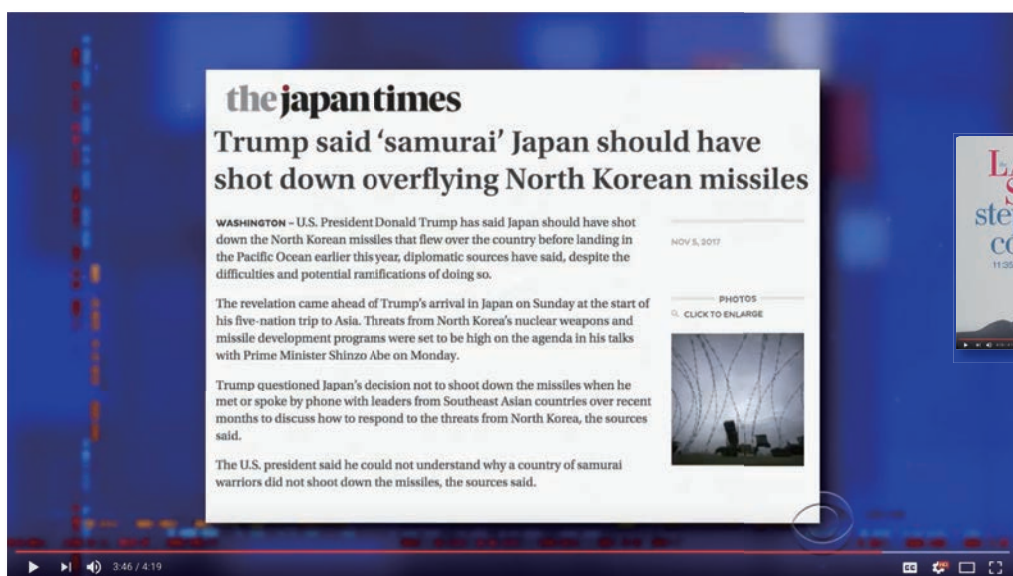 thejapantimes
Trump said ‘samurai’ Japan should have
shot down overflying North Korean missiles
WASHINGTON – U.S. President Donald Trump has said Japan should have shot
down the North Korean missiles that flew over the country before landing in
the Pacific Ocean earlier this year, diplomatic sources have said, despite the
difficulties and potential ramifications of doing so.
The revelation came ahead of Trump’s arrival in Japan on Sunday at the start of
his five-nation trip to Asia. Threats from North Korea’s nuclear weapons and
missile development programs were set to be high on the agenda in his talks
with Prime Minister Shinzo Abe on Monday.
Trump questioned Japan’s decision not to shoot down the missiles when he
met or spoke by phone with leaders from Southeast Asian countries over recent
months to discuss how to respond to the threats from North Korea, the sources
said.
The U.S. president said he could not understand why a country of samurai
warriors did not shoot down the missiles, the sources said.
NOV 5, 2017
PHOTOS
CLICK TO ENLARGE
ste
11:35
3:46 / 4:19
CC